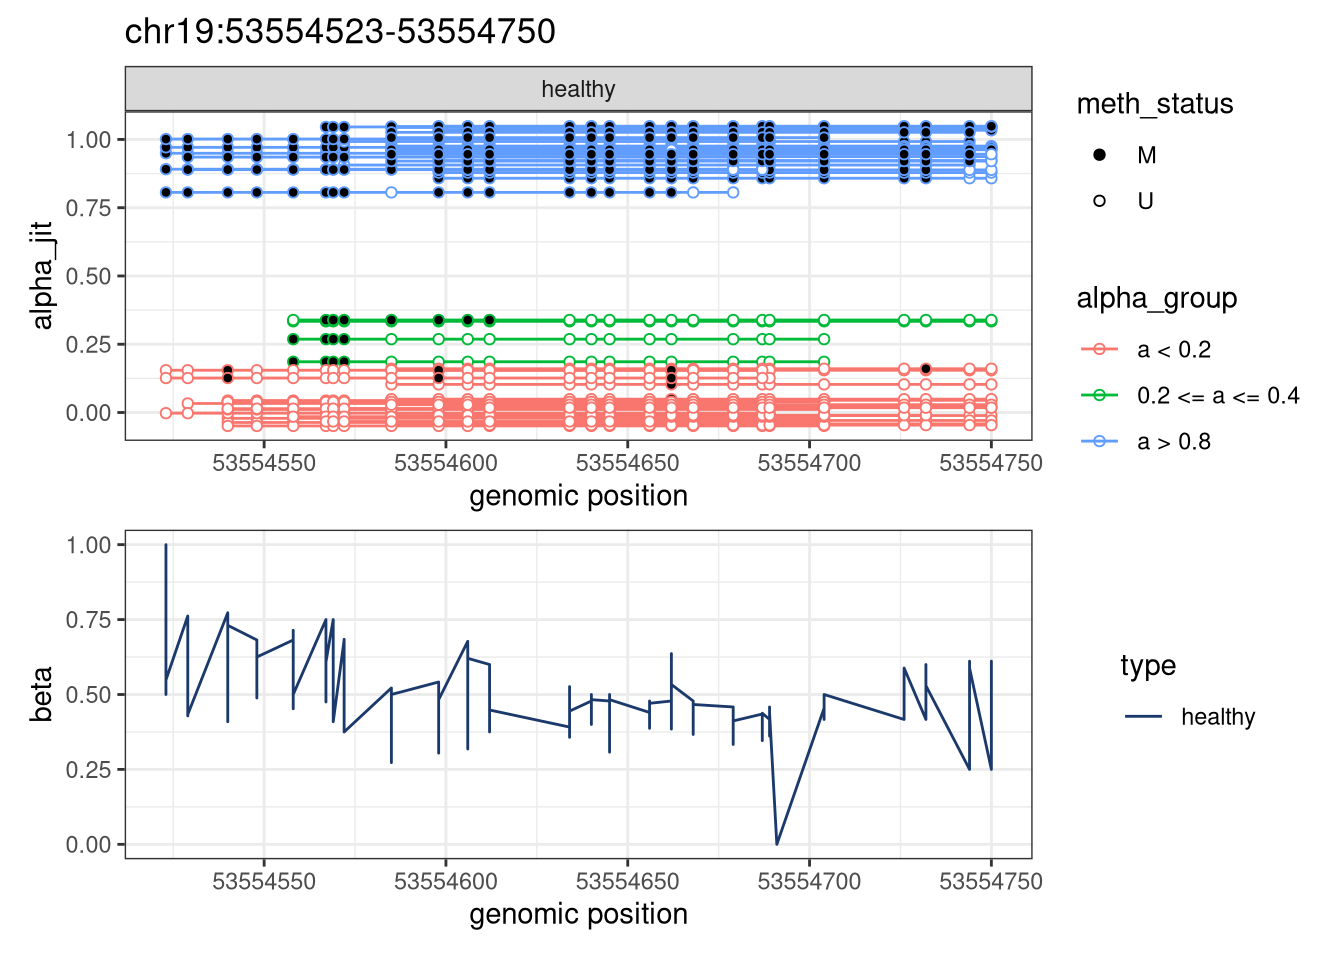 chr19:53554523-53554750
healthy
alpha_jit
1.00
0.75
0.50
0.25
0.00
53554550 53554600 53554650 53554700 53554750
genomic position
meth_status
M
U
alpha_group
a < 0.2
0.2 <= a <= 0.4
a > 0.8
beta
1.00
0.75
0.50
0.25
0.00
53554550 53554600 53554650 53554700 53554750
genomic position
type
healthy